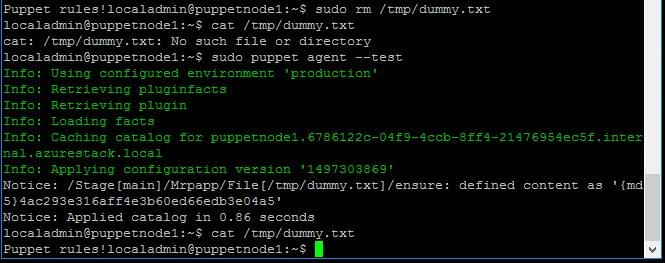 Puppet rules!localadmin@puppetnode1:~$ sudo rm /tmp/dummy.txt
localadmin@puppetnode1:~$ cat /tmp/dummy.txt
cat: /tmp/dummy.txt: No such file or directory
localadmin@puppetnode1:~$ sudo puppet agent --test
Info: Using configured environment 'production'
Info: Retrieving pluginfacts
Info: Retrieving plugin
Info: Loading facts
Info: Caching catalog for puppetnode1.6786122c-04f9-4ccb-8ff4-21476954ec5f.inter
nal.azurestack.local
Info: Applying configuration version '1497303869'
Notice: /Stage[main]/Mrpapp/File[/tmp/dummy.txt]/ensure: defined content as '{md
5}4ac293e316aff4e3b60ed66edb3e04a5'
Notice: Applied catalog in 0.86 seconds
localadmin@puppetnode1:~$ cat /tmp/dummy.txt
Puppet rules!localadmin@puppetnode1:~$